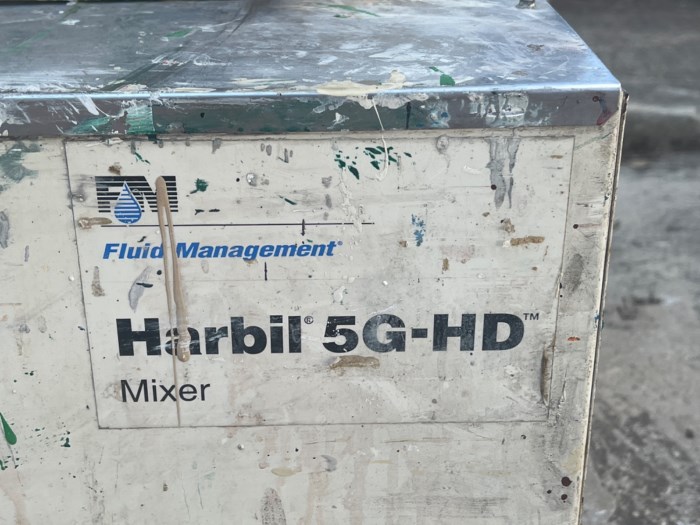 FM
Fluid Management®
Harbil® 5G-HD™
Mixer